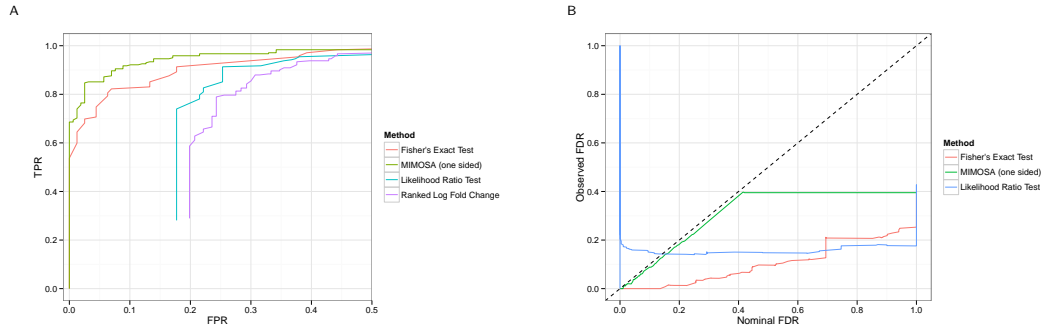 A
1.0
0.8
0.6
0.4
0.2
0.0
TPR
0.0
0.1
0.2
0.3
0.4
0.5
FPR
Method
Fisher's Exact Test
MIMOSA (one sided)
Likelihood Ratio Test
Ranked Log Fold Change
B
1.0
0.8
0.6
0.4
0.2
0.0
Observed FDR
0.0
0.2
0.4
0.6
0.8
1.0
Nominal FDR
Method
Fisher's Exact Test
MIMOSA (one sided)
Likelihood Ratio Test